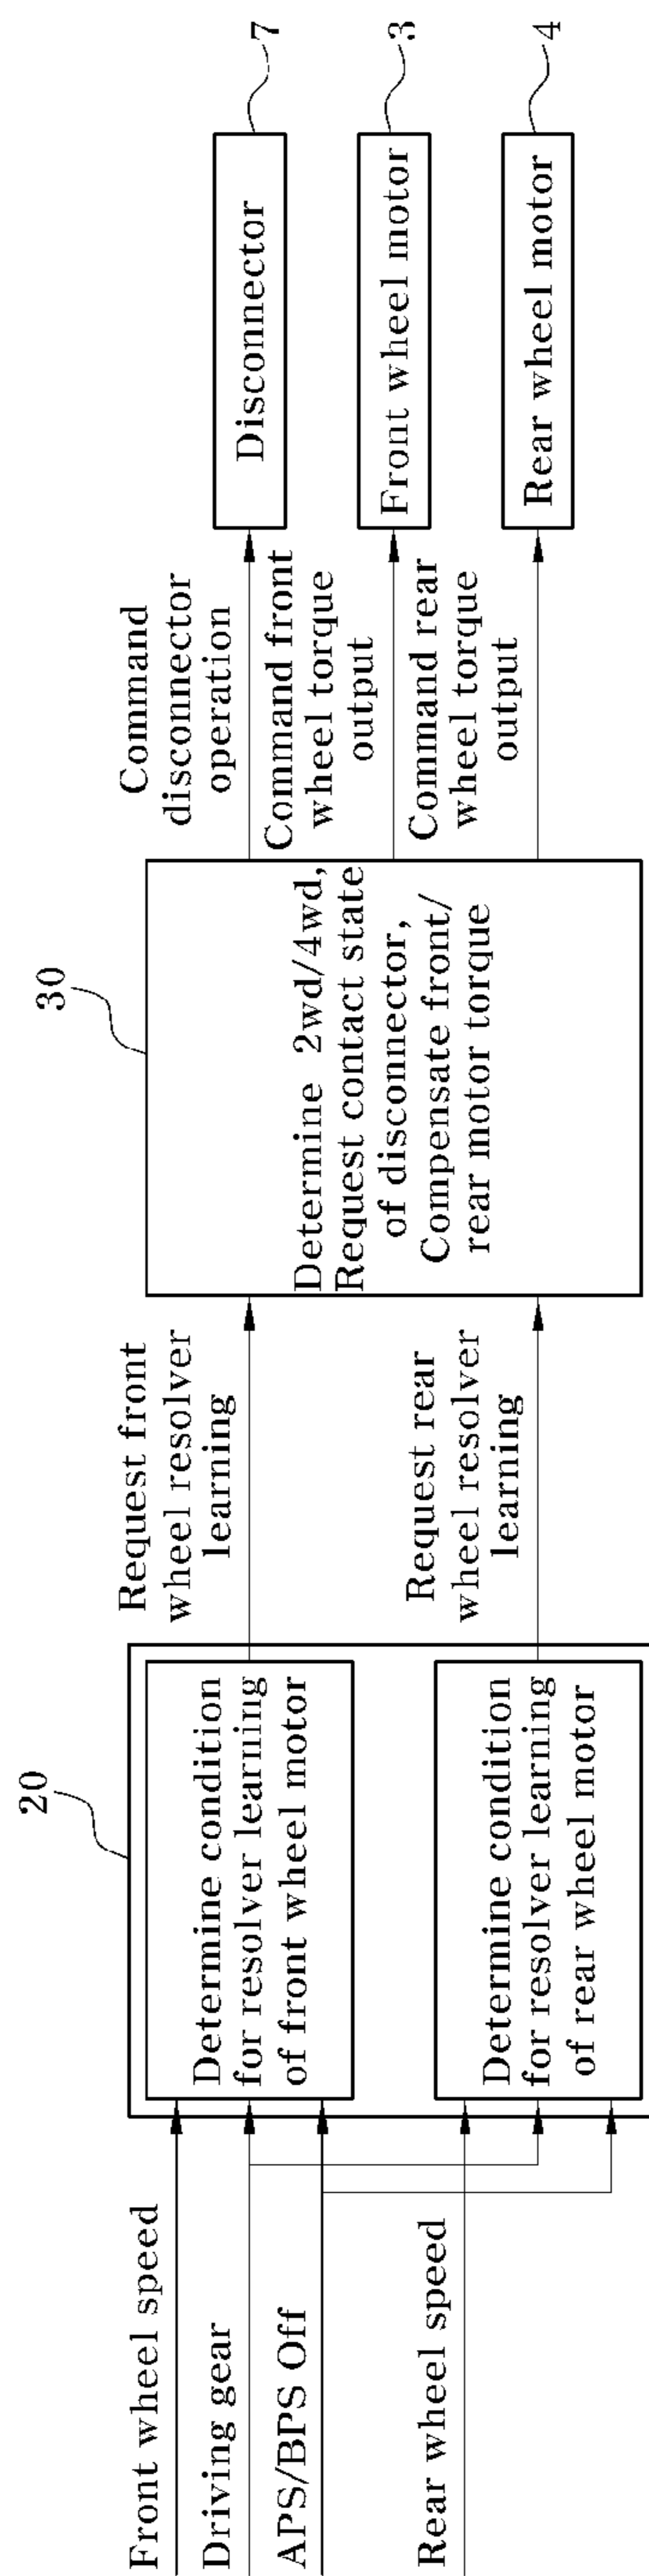 Front wheel speed
Driving gear
APS/BPS Off
Rear wheel speed
20
Determine condition
for resolver learning
of front wheel motor
Determine condition
for resolver learning
of rear wheel motor
Request front
wheel resolver
learning
Request rear
wheel resolver
learning
30
Determine 2wd/4wd,
Request contact state
of disconnector,
Compensate front/
rear motor torque
Command
disconnector
operation
Command front
wheel torque
output
Command rear
wheel torque
output
Disconnector
7
Front wheel motor
3
Rear wheel motor
4